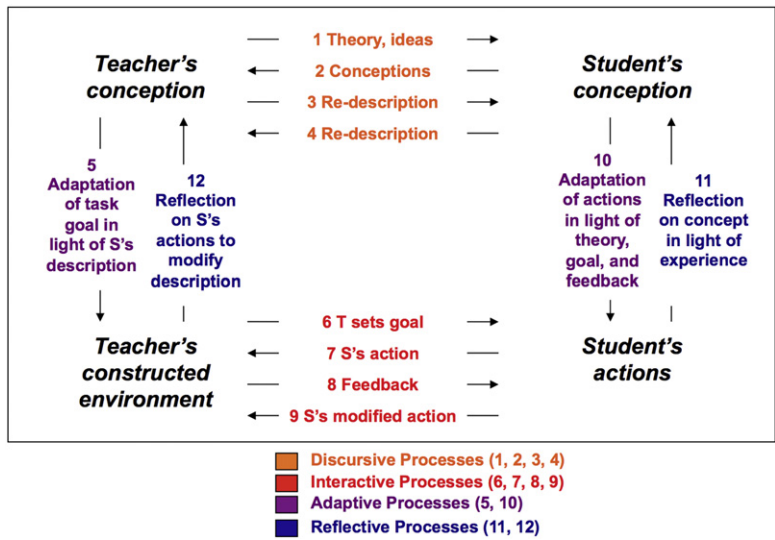 1 Theory, ideas
Teacher's
conception
2 Conceptions
Student's
conception
3 Re-description
4 Re-description
5
Adaptation
of task
goal in
light of S's
description
12
Reflection
on S's
actions to
modify
description
10
Adaptation
of actions
in light of
theory,
goal, and
feedback
11
Reflection
on concept
in light of
experience
6 T sets goal
Teacher's
constructed
environment
7 S's action
Student's
actions
8 Feedback
9 S's modified action
Discursive Processes (1, 2, 3, 4)
Interactive Processes (6, 7, 8, 9)
Adaptive Processes (5, 10)
Reflective Processes (11, 12)